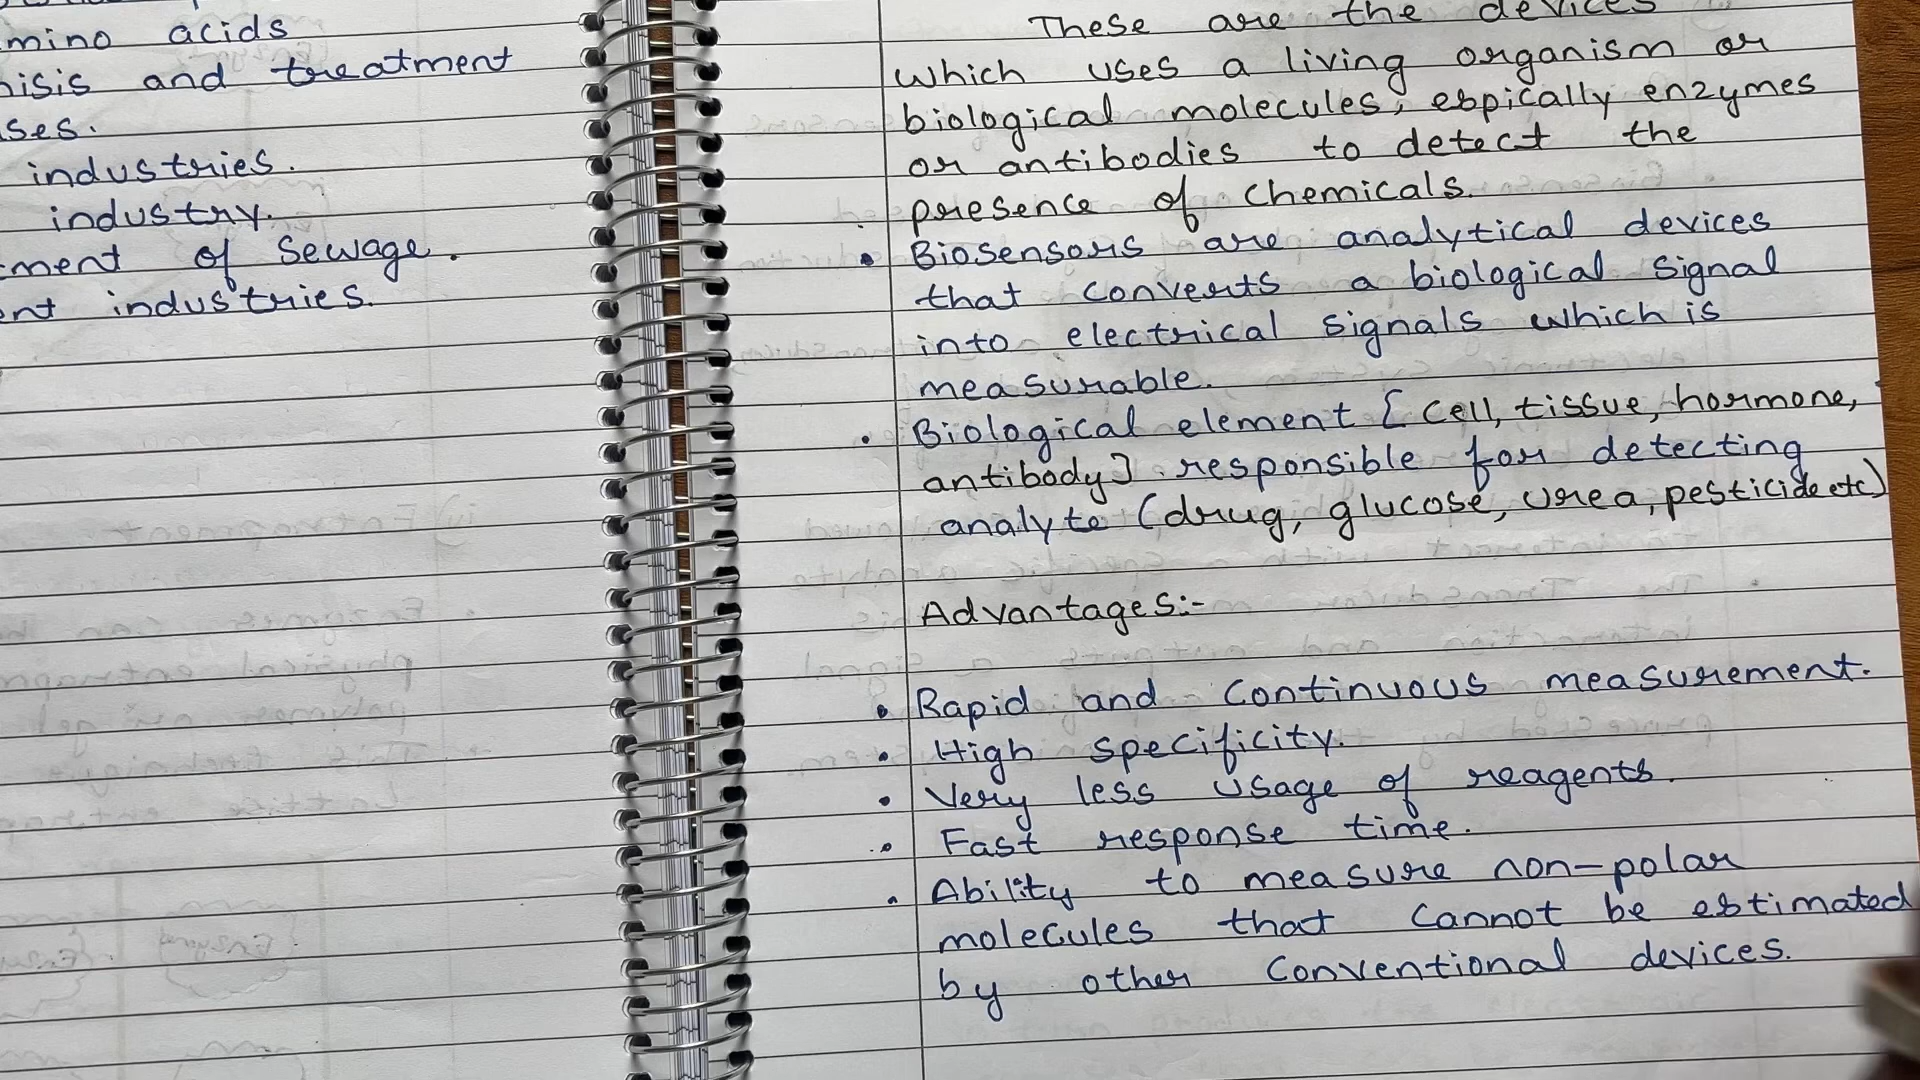 mino acids
and treatment
ses.
industries.
industry.
ment of Sewage.
ent industries.
These are the devices
which uses a living organism or
biological molecules, espically enzymes
or antibodies to detect the
presence of chemicals.
• Biosensors are analytical devices
that converts a biological signal
into electrical signals which is
measurable.
• Biological element [cell, tissue, hormone,
antibody] responsible for detecting
analyte (drug, glucose, urea, pesticide etc)
Advantages:-
• Rapid and continuous measurement.
• High specificity.
• Very less usage of reagents.
• Fast response time.
• Ability to measure non-polar
molecules that cannot be estimated
by other conventional devices.